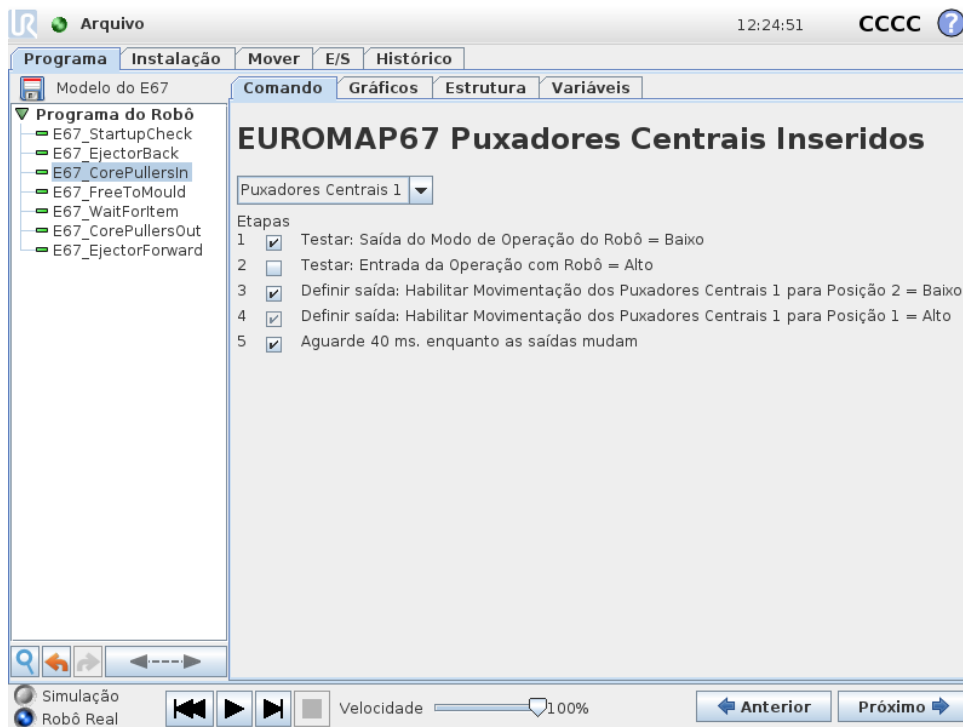 UR Arquivo 12:24:51 CCCC ?
Programa Instalação Mover E/S Histórico
Modelo do E67
Comando Gráficos Estrutura Variáveis
Programa do Robô
E67_StartupCheck
E67_EjectorBack
E67_CorePullersIn
E67_FreeToMould
E67_WaitForItem
E67_CorePullersOut
E67_EjectorForward
EUROMAP67 Puxadores Centrais Inseridos
Puxadores Centrais 1
Etapas
1 Testar: Saída do Modo de Operação do Robô = Baixo
2 Testar: Entrada da Operação com Robô = Alto
3 Definir saída: Habilitar Movimentação dos Puxadores Centrais 1 para Posição 2 = Baixo
4 Definir saída: Habilitar Movimentação dos Puxadores Centrais 1 para Posição 1 = Alto
5 Aguarde 40 ms. enquanto as saídas mudam
Simulação
Robô Real
Velocidade 100% Anterior Próximo